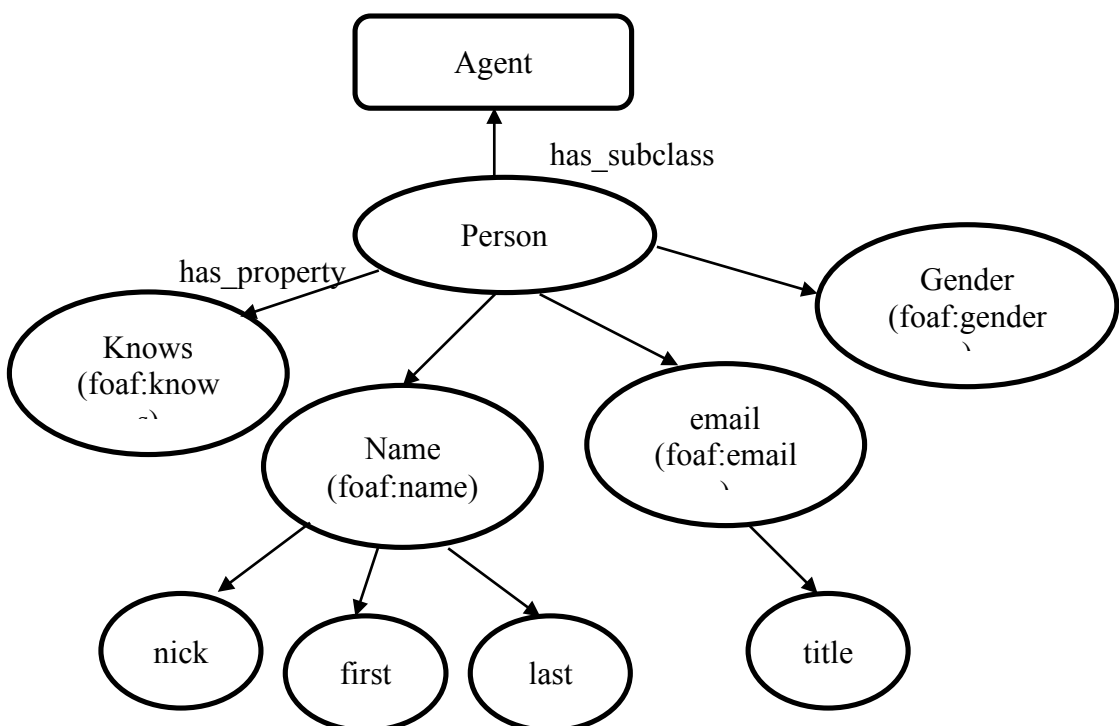 Agent
has_subclass
Person
has_property
Gender
(foaf:gender
)
Knows
(foaf:know
s)
Name
(foaf:name)
email
(foaf:email
)
nick
first
last
title